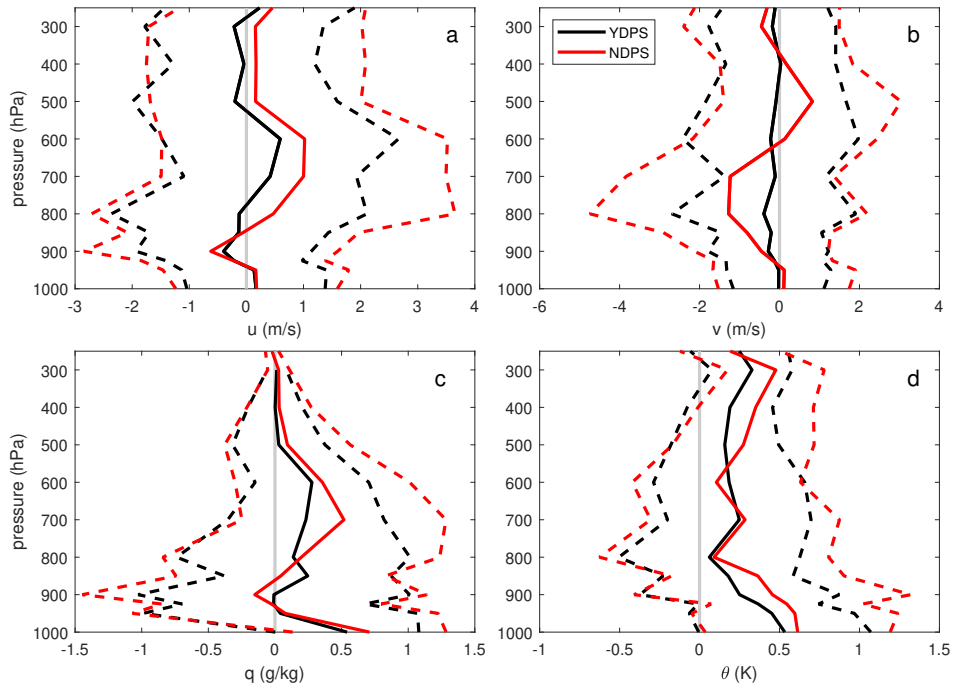 300
400
500
600
700
800
900
1000
pressure (hPa)
a
-3 -2 -1 0 1 2 3 4
u (m/s)
300
400
500
600
700
800
900
1000
b
YDPS
NDPS
-6 -4 -2 0 2 4
v (m/s)
300
400
500
600
700
800
900
1000
pressure (hPa)
c
-1.5 -1 -0.5 0 0.5 1 1.5
q (g/kg)
300
400
500
600
700
800
900
1000
d
-1 -0.5 0 0.5 1 1.5
θ (K)